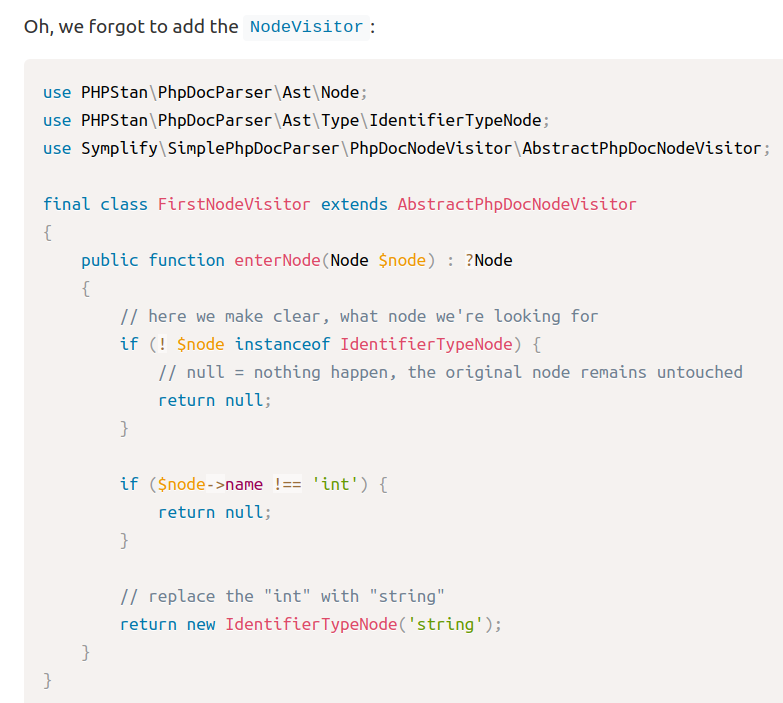 Oh, we forgot to add the NodeVisitor:
use PHPStan\PhpDocParser\Ast\Node;
use PHPStan\PhpDocParser\Ast\Type\IdentifierTypeNode;
use Symplify\SimplePhpDocParser\PhpDocNodeVisitor\AbstractPhpDocNodeVisitor;
final class FirstNodeVisitor extends AbstractPhpDocNodeVisitor
{
    public function enterNode(Node $node) : ?Node
    {
        // here we make clear, what node we're looking for
        if (! $node instanceof IdentifierTypeNode) {
            // null = nothing happen, the original node remains untouched
            return null;
        }
        if ($node->name !== 'int') {
            return null;
        }
        // replace the "int" with "string"
        return new IdentifierTypeNode('string');
    }
}